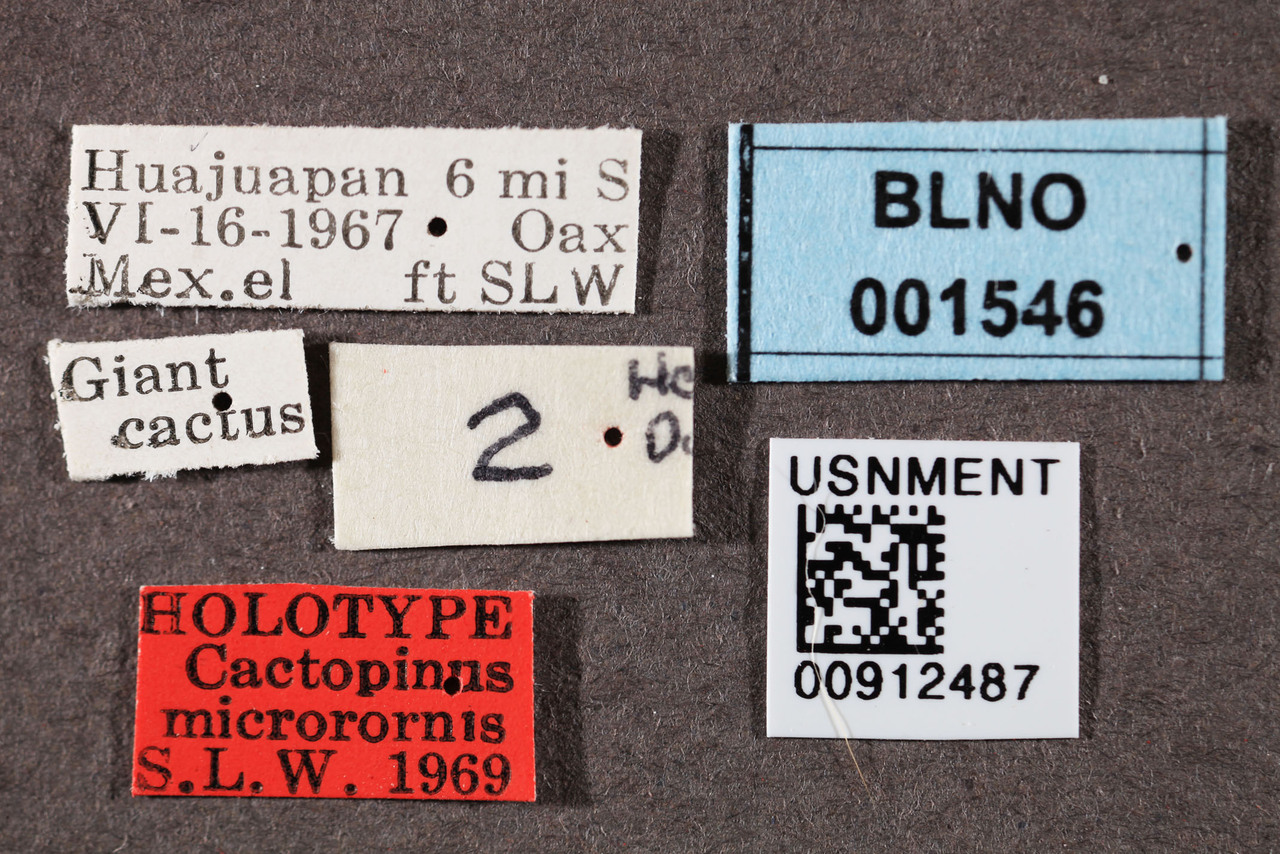 Huajuapan 6 mi S
VI-16-1967 Oax
Mex.el ft SLW
Giant
cactus
2
HOLOTYPE
Cactopinus
microrornis
S.L.W. 1969
BLNO
001546
USNMENT
00912487